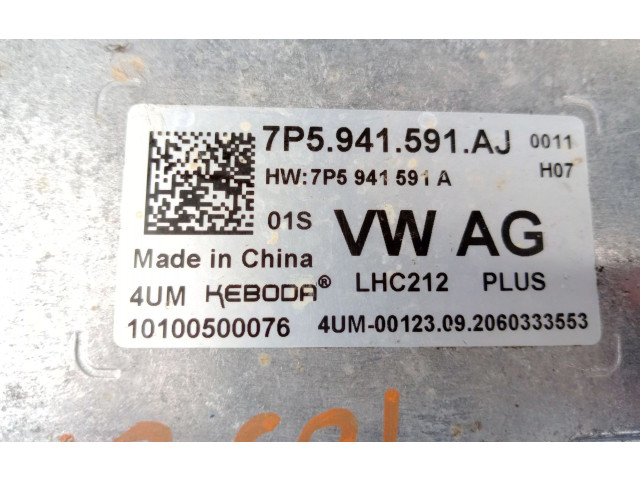 7P5.941.591.AJ 0011
HW:7P5 941 591 A H07
01S VW AG
Made in China
4UM KEBODA® LHC212 PLUS
10100500076 4UM-00123.09.2060333553